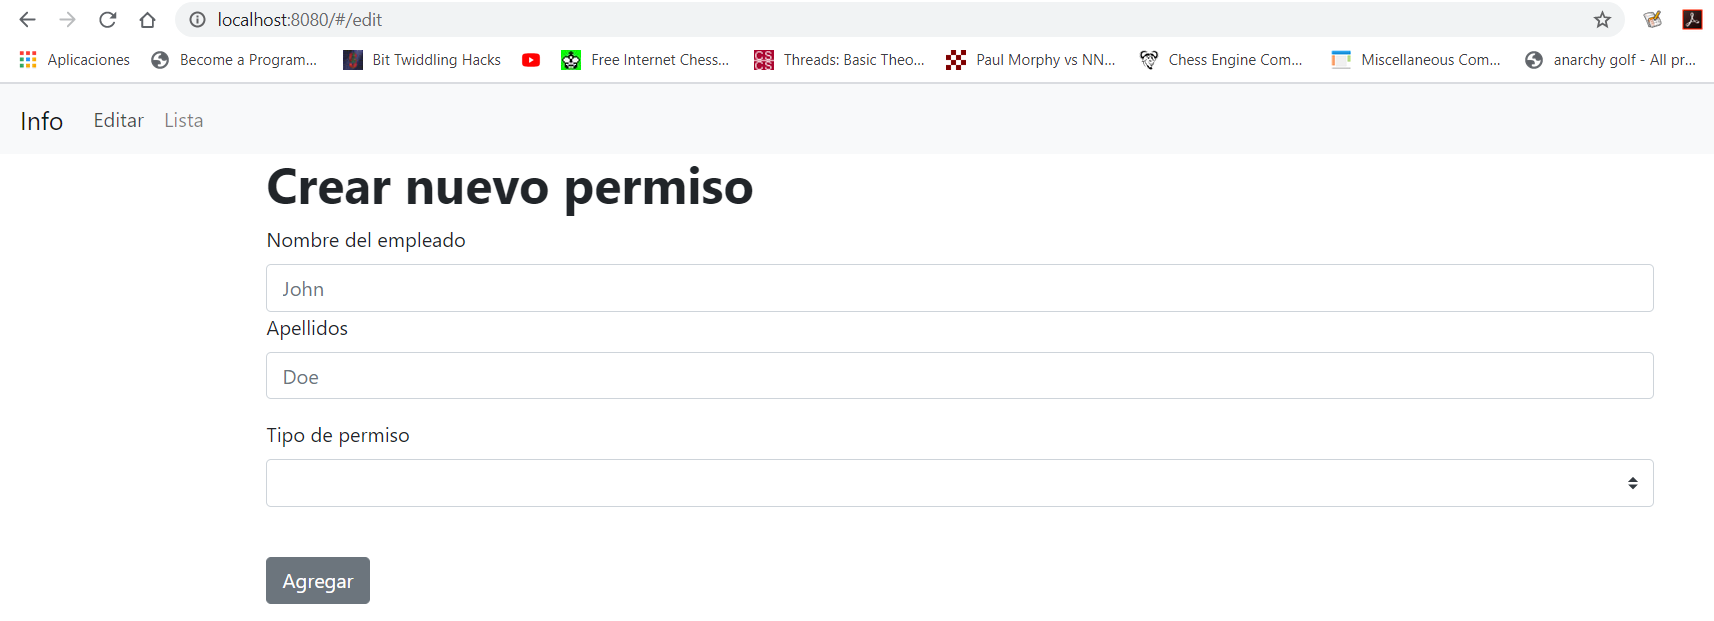 localhost:8080/#/edit
Aplicaciones Become a Program... Bit Twiddling Hacks Free Internet Chess... CS CS Threads: Basic Theo... Paul Morphy vs NN... Chess Engine Com... Miscellaneous Com... anarchy golf - All pr...
Info Editar Lista
Crear nuevo permiso
Nombre del empleado
John
Apellidos
Doe
Tipo de permiso
Agregar